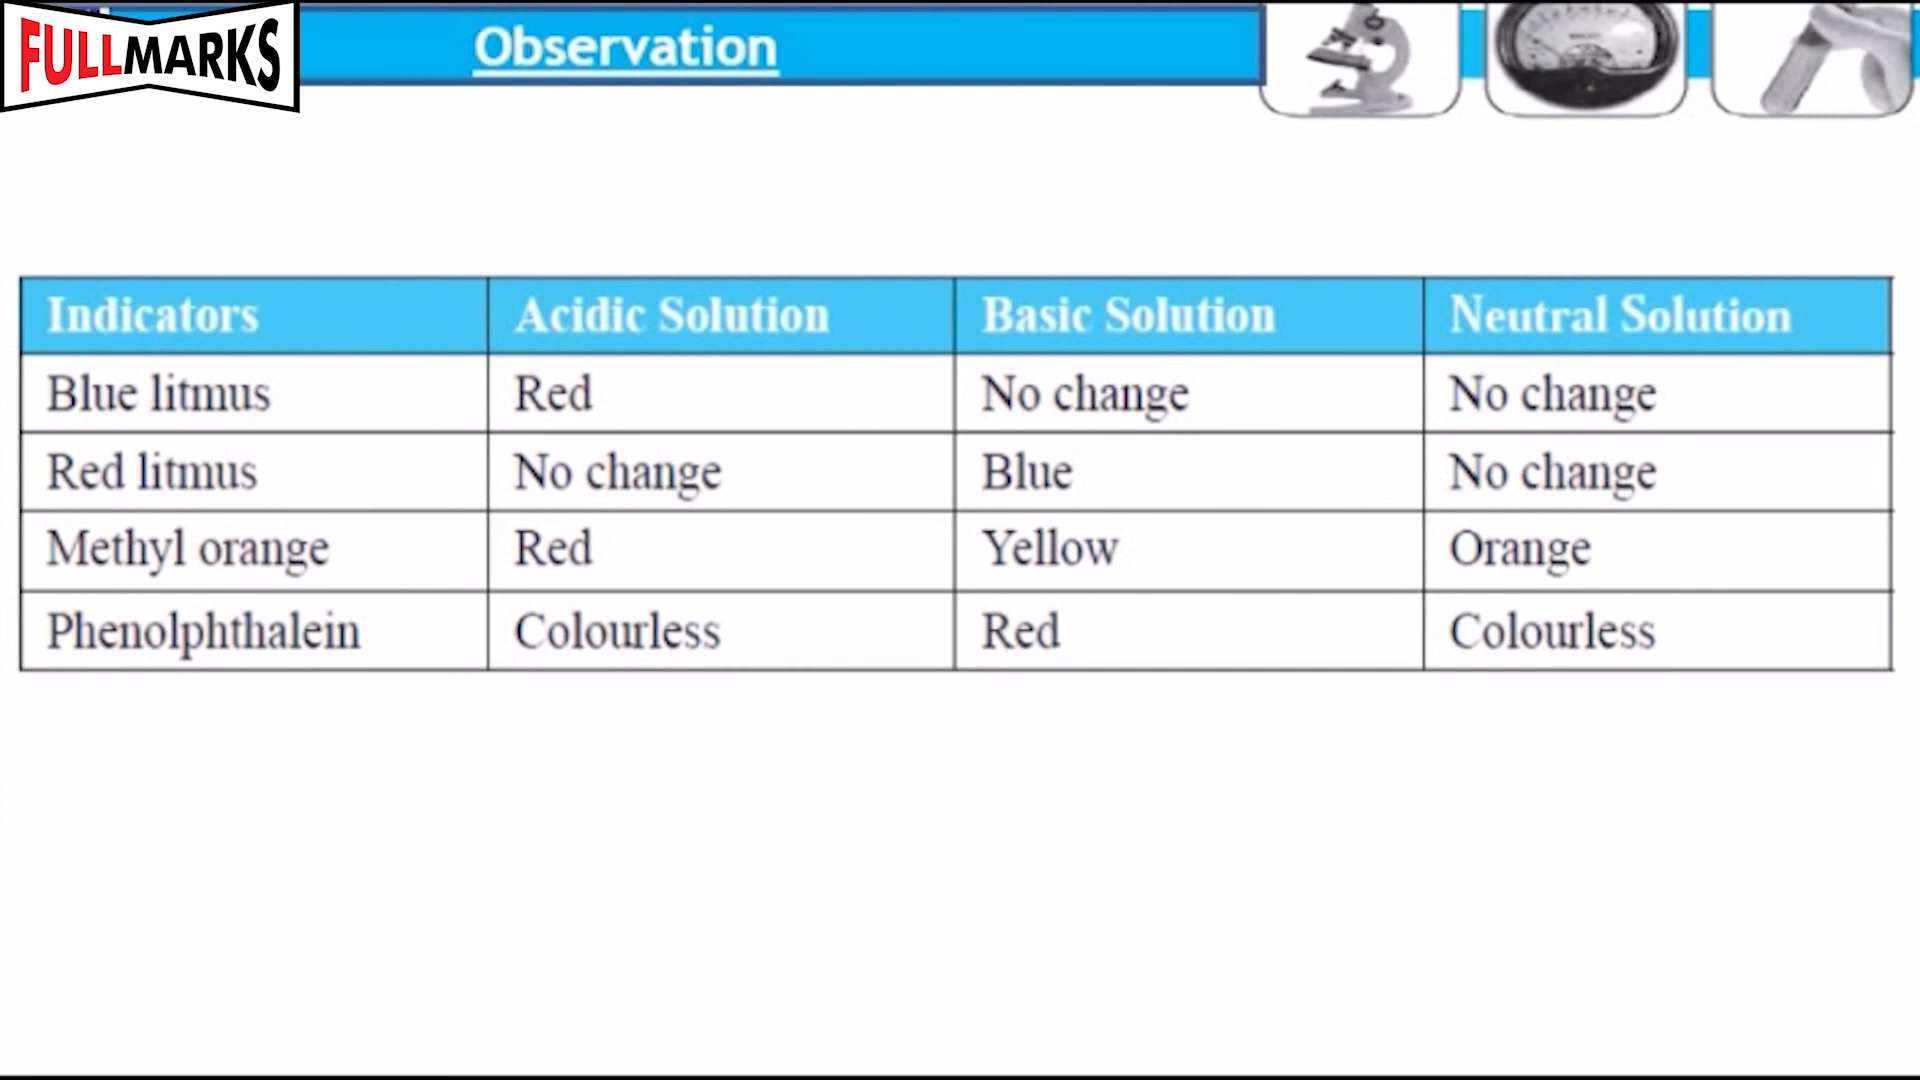 FULLMARKS
Observation
Indicators Acidic Solution Basic Solution Neutral Solution
Blue litmus Red No change No change
Red litmus No change Blue No change
Methyl orange Red Yellow Orange
Phenolphthalein Colourless Red Colourless